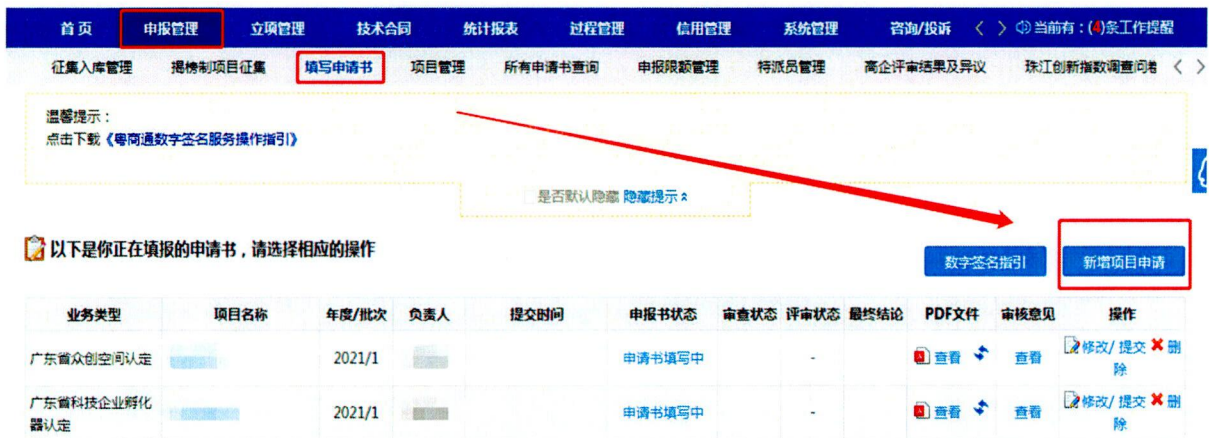 首 页 申报管理 立项管理 技术合同 统计报表 过程管理 信用管理 系统管理 咨询/投诉 当前有：(4)条工作提醒
征集入库管理 揭榜制项目征集 填写申请书 项目管理 所有申请书查询 申报限额管理 特派员管理 高企评审结果及异议 珠江创新指数调查问卷
温馨提示：
点击下载《粤商通数字签名服务操作指引》
是否默认隐藏 隐藏提示
以下是你正在填报的申请书，请选择相应的操作
数字签名指引 新增项目申请
业务类型 项目名称 年度/批次 负责人 提交时间 申报书状态 审查状态 评审状态 最终结论 PDF文件 审核意见 操作
广东省众创空间认定 2021/1 申请书填写中 - 查看 查看 修改/ 提交 删
除
广东省科技企业孵化
器认定 2021/1 申请书填写中 - 查看 查看 修改/ 提交 删
除